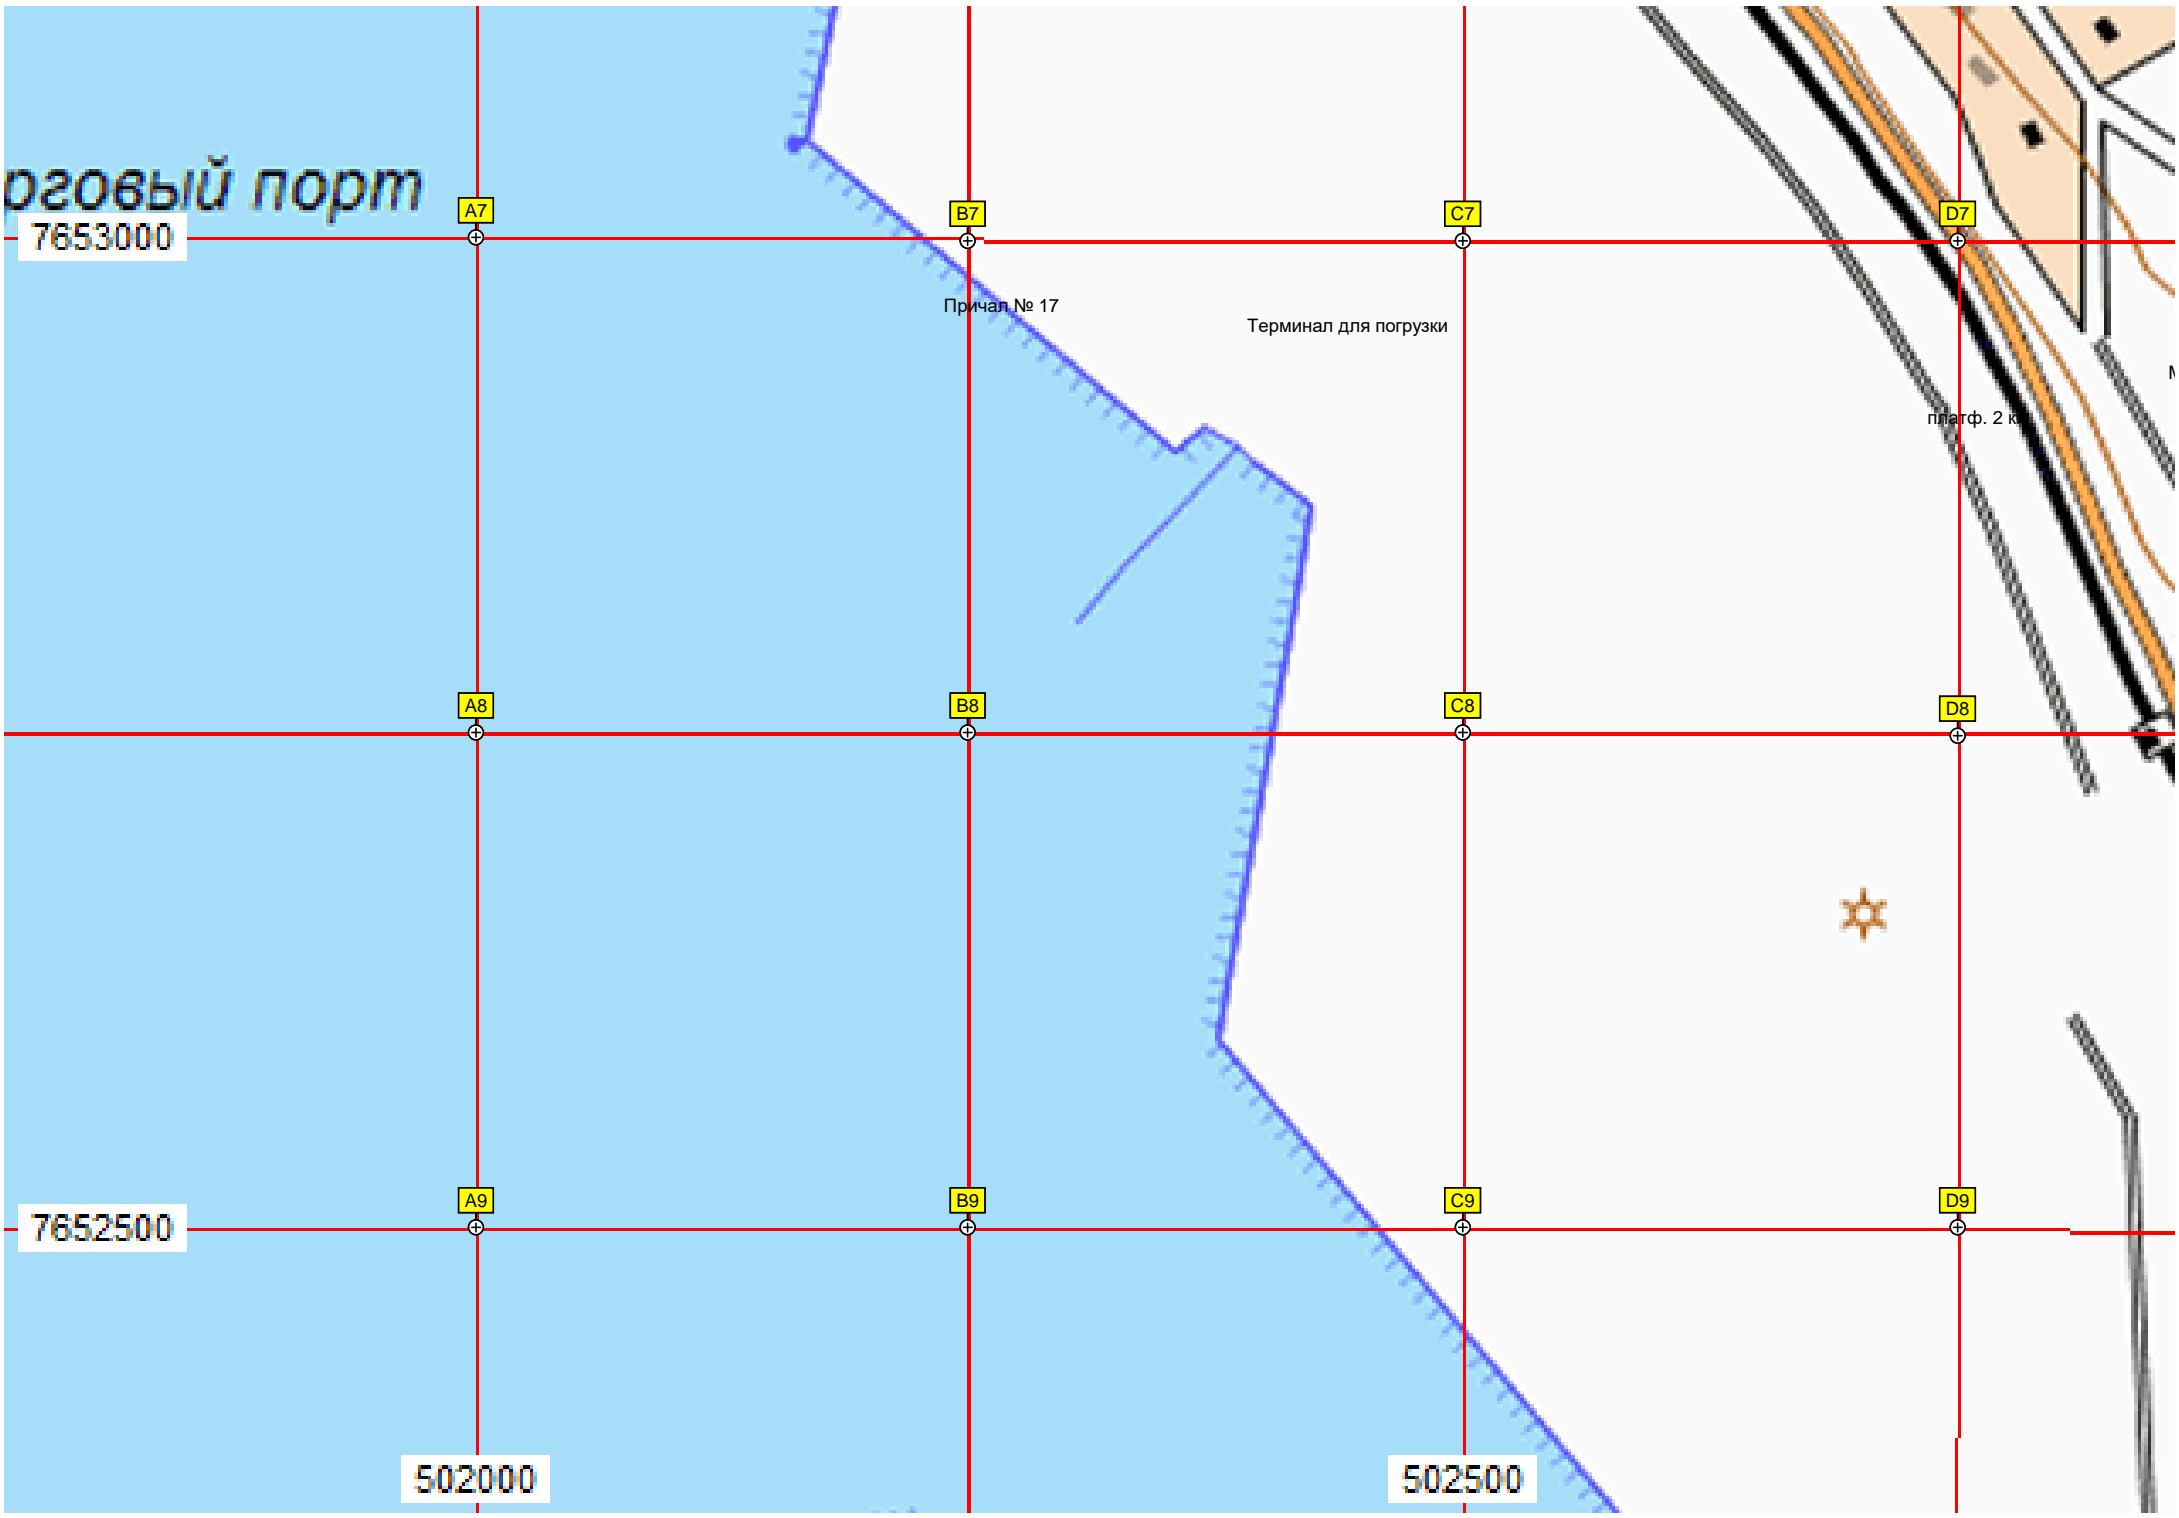 рговый порт
A7
B7
C7
D7
7653000
Причал № 17
Терминал для погрузки
платф. 2 к
A8
B8
C8
D8
A9
B9
C9
D9
7652500
502000
502500